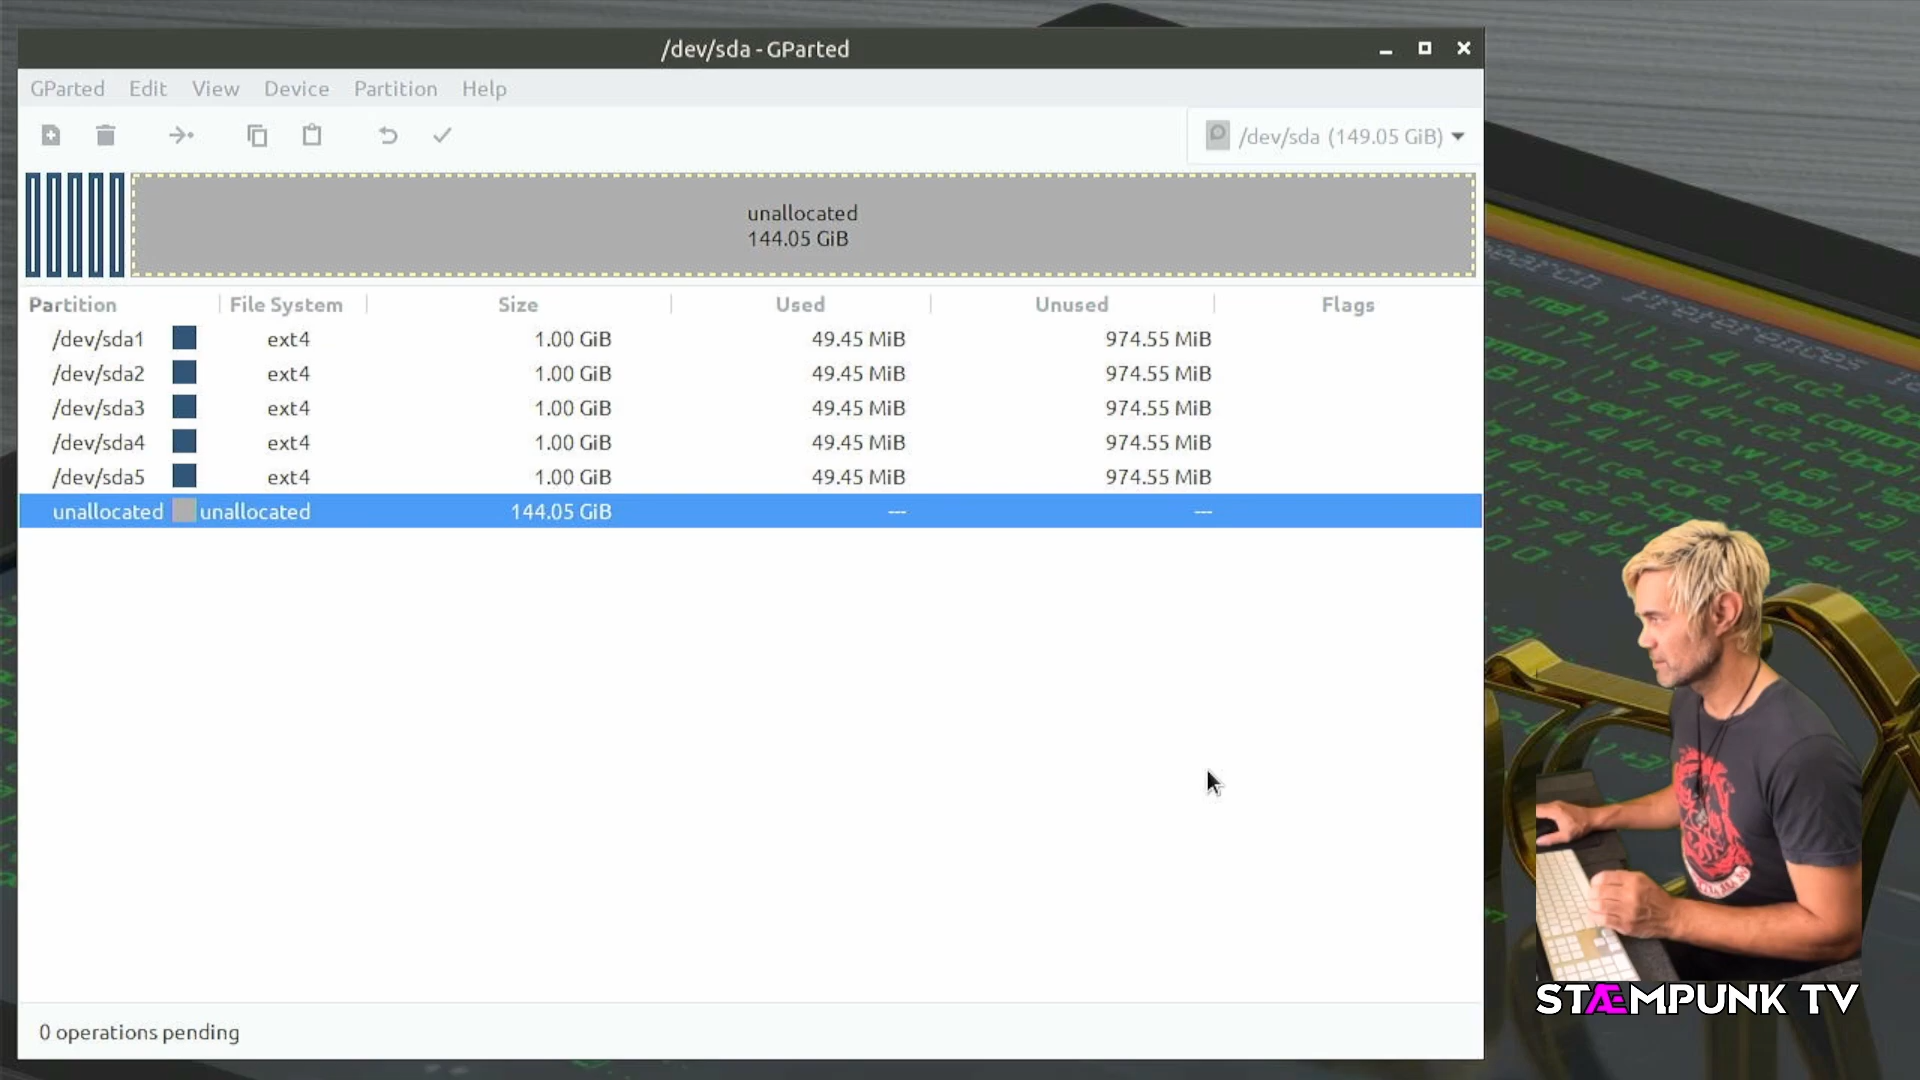 /dev/sda - GParted
GParted Edit View Device Partition Help
/dev/sda (149.05 GiB)
unallocated
144.05 GiB
Partition File System Size Used Unused Flags
/dev/sda1 ext4 1.00 GiB 49.45 MiB 974.55 MiB
/dev/sda2 ext4 1.00 GiB 49.45 MiB 974.55 MiB
/dev/sda3 ext4 1.00 GiB 49.45 MiB 974.55 MiB
/dev/sda4 ext4 1.00 GiB 49.45 MiB 974.55 MiB
/dev/sda5 ext4 1.00 GiB 49.45 MiB 974.55 MiB
unallocated unallocated 144.05 GiB --- ---
0 operations pending
STÆMPUNK TV